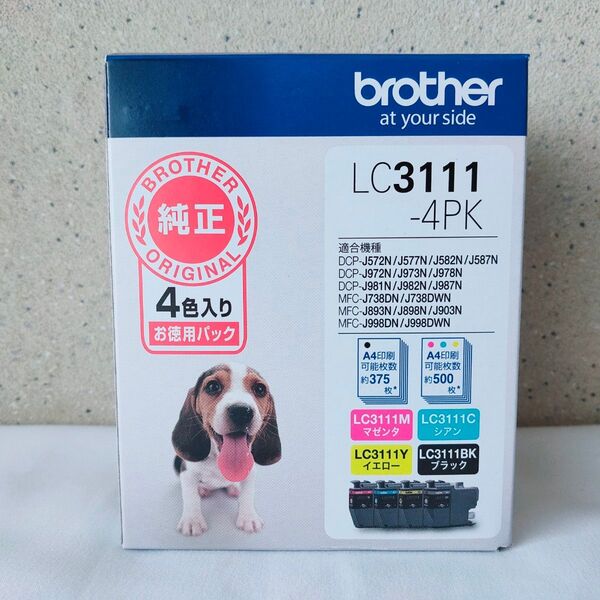 brother
at your side
BROTHER
純正
ORIGINAL
4色入り
お徳用パック
LC3111
-4PK
適合機種
DCP-J572N/J577N/J582N/J587N
DCP-J972N/J973N/J978N
DCP-J981N/J982N/J987N
MFC-J738DN/J738DWN
MFC-J893N/J898N/J903N
MFC-J998DN/J998DWN
A4印刷
可能枚数
約375
枚*
A4印刷
可能枚数
約500
枚*
LC3111M
マゼンタ
LC3111C
シアン
LC3111Y
イエロー
LC3111BK
ブラック